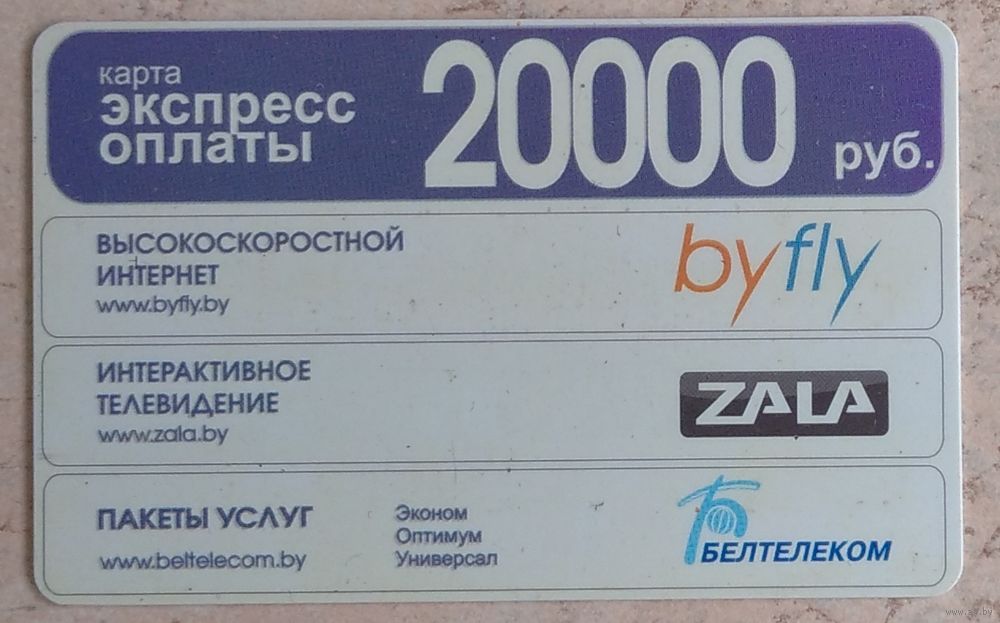 карта
экспресс
оплаты
20000 руб.
ВЫСОКОСКОРОСТНОЙ
ИНТЕРНЕТ
www.byfly.by
byfly
ИНТЕРАКТИВНОЕ
ТЕЛЕВИДЕНИЕ
www.zala.by
ZALA
ПАКЕТЫ УСЛУГ
www.beltelecom.by
Эконом
Оптимум
Универсал
БЕЛТЕЛЕКОМ